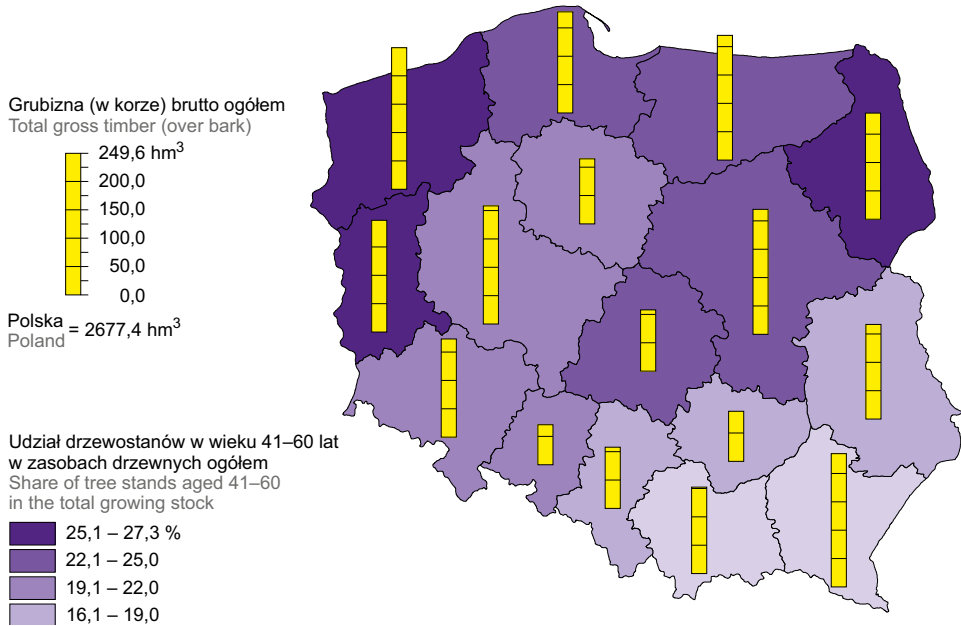 Grubizna (w korze) brutto ogółem
Total gross timber (over bark)
249,6 hm³
200,0
150,0
100,0
50,0
0,0
Polska
Poland
= 2677,4 hm³
Udział drzewostanów w wieku 41–60 lat
w zasobach drzewnych ogółem
Share of tree stands aged 41–60
in the total growing stock
25,1 – 27,3 %
22,1 – 25,0
19,1 – 22,0
16,1 – 19,0